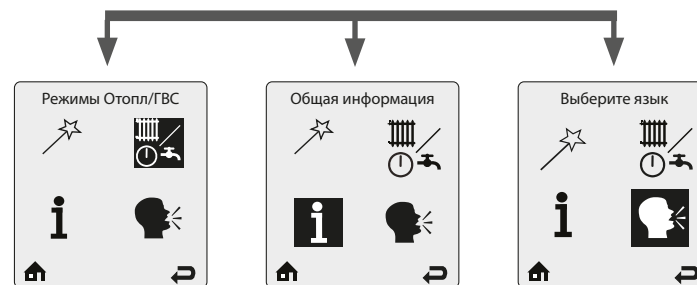 Режимы Отопл/ГВС
Общая информация
Выберите язык